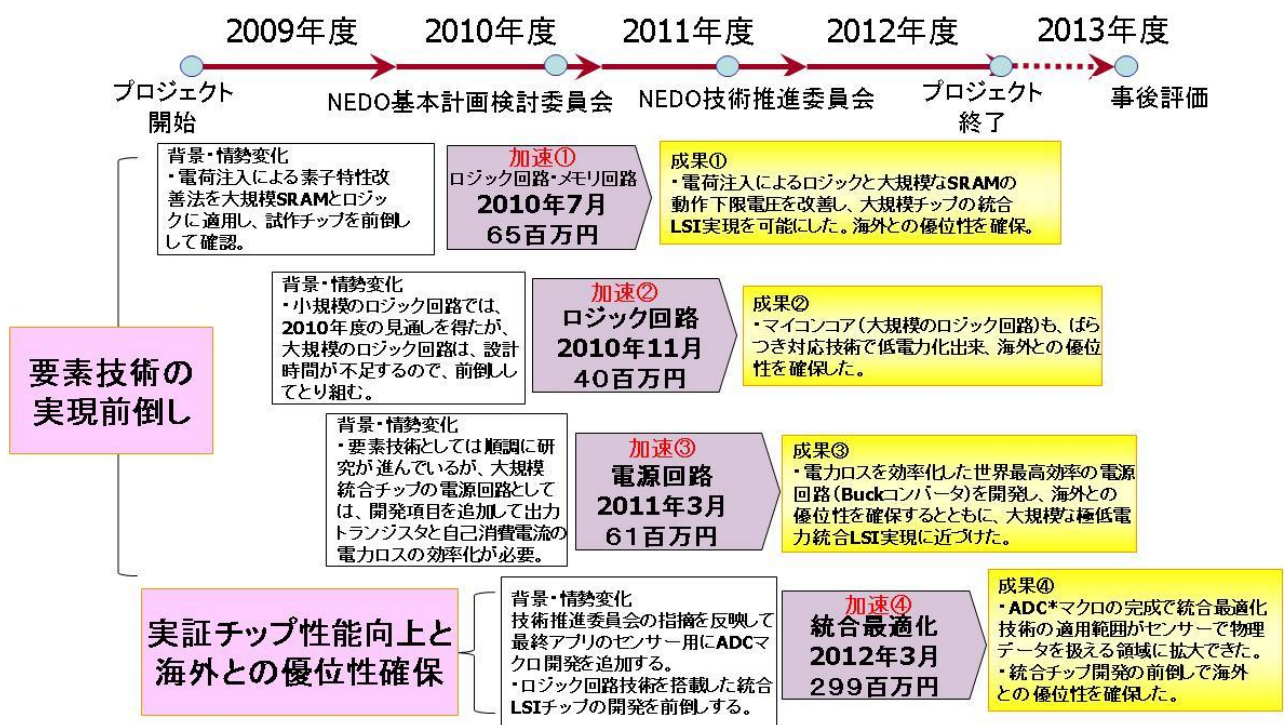 2009年度
2010年度
2011年度
2012年度
2013年度
プロジェクト
開始
NEDO基本計画検討委員会
NEDO技術推進委員会
プロジェクト
終了
事後評価
要素技術の
実現前倒し
背景・情勢変化
・電荷注入による素子特性改
善法を大規模SRAMとロジッ
クに適用し、試作チップを前倒し
して確認。
加速①
ロジック回路・メモリ回路
2010年7月
65百万円
成果①
・電荷注入によるロジックと大規模なSRAMの
動作下限電圧を改善し、大規模チップの統合
LSI実現を可能にした。海外との優位性を確保。
背景・情勢変化
・小規模のロジック回路では、
2010年度の見通しを得たが、
大規模のロジック回路は、設計
時間が不足するので、前倒しし
てとり組む。
加速②
ロジック回路
2010年11月
40百万円
成果②
・マイコンコア（大規模のロジック回路）も、ばら
つき対応技術で低電力化出来、海外との優位
性を確保した。
背景・情勢変化
・要素技術としては順調に研
究が進んでいるが、大規模
統合チップの電源回路として
は、開発項目を追加して出力
トランジスタと自己消費電流の
電力ロスの効率化が必要。
加速③
電源回路
2011年3月
61百万円
成果③
・電力ロスを効率化した世界最高効率の電源
回路（Buckコンバータ）を開発し、海外との
優位性を確保するとともに、大規模な極低電
力統合LSI実現に近づけた。
実証チップ性能向上と
海外との優位性確保
背景・情勢変化
技術推進委員会の指摘を反映して
最終アプリのセンサー用にADCマ
クロ開発を追加する。
・ロジック回路技術を搭載した統合
LSIチップの開発を前倒しする。
加速④
統合最適化
2012年3月
299百万円
成果④
・ADC*マクロの完成で統合最適化
技術の適用範囲がセンサーで物理
データを扱える領域に拡大できた。
・統合チップ開発の前倒しで海外
との優位性を確保した。